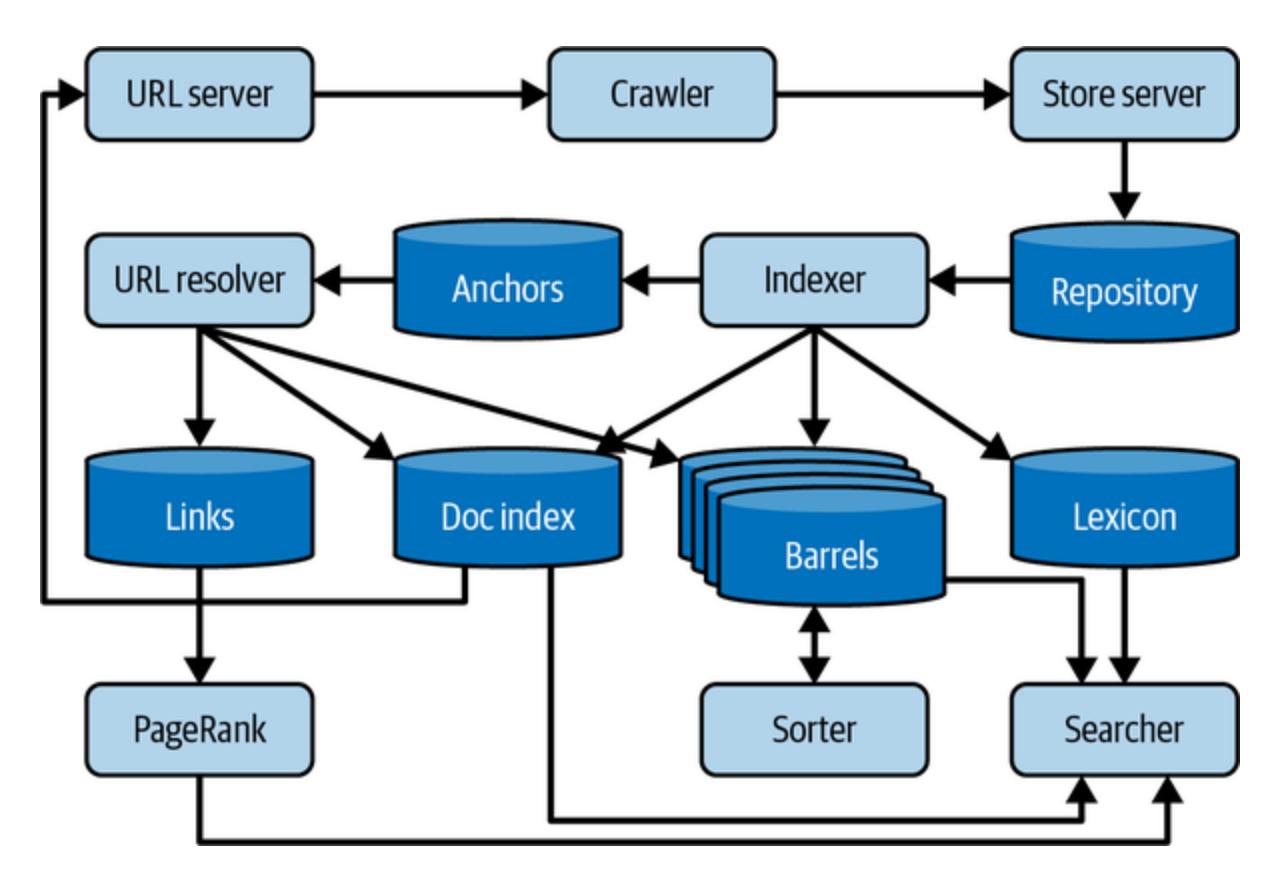 URL server
Crawler
Store server
URL resolver
Anchors
Indexer
Repository
Links
Doc index
Barrels
Lexicon
PageRank
Sorter
Searcher